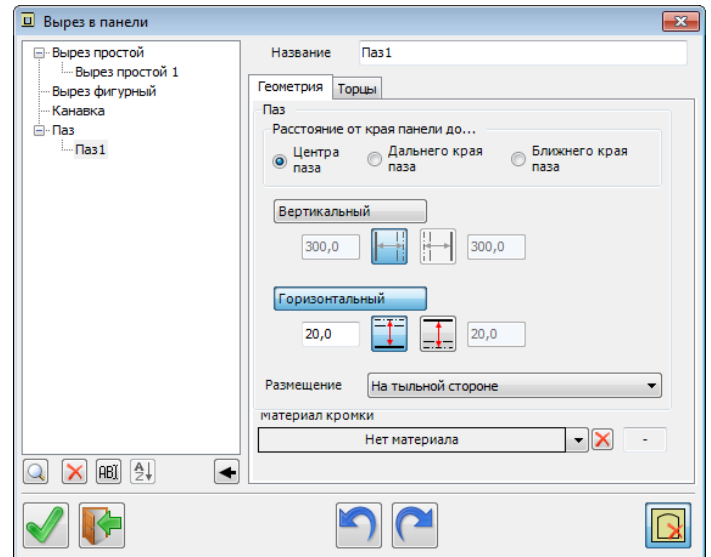 Вырез в панели
Вырез простой
Вырез простой 1
Вырез фигурный
Канавка
Паз
Паз1
Название Паз1
Геометрия Торцы
Паз
Расстояние от края панели до...
Центра паза
Дальнего края паза
Ближнего края паза
Вертикальный
300,0 300,0
Горизонтальный
20,0 20,0
Размещение На тыльной стороне
Материал кромки
Нет материала -
AB
A
Z